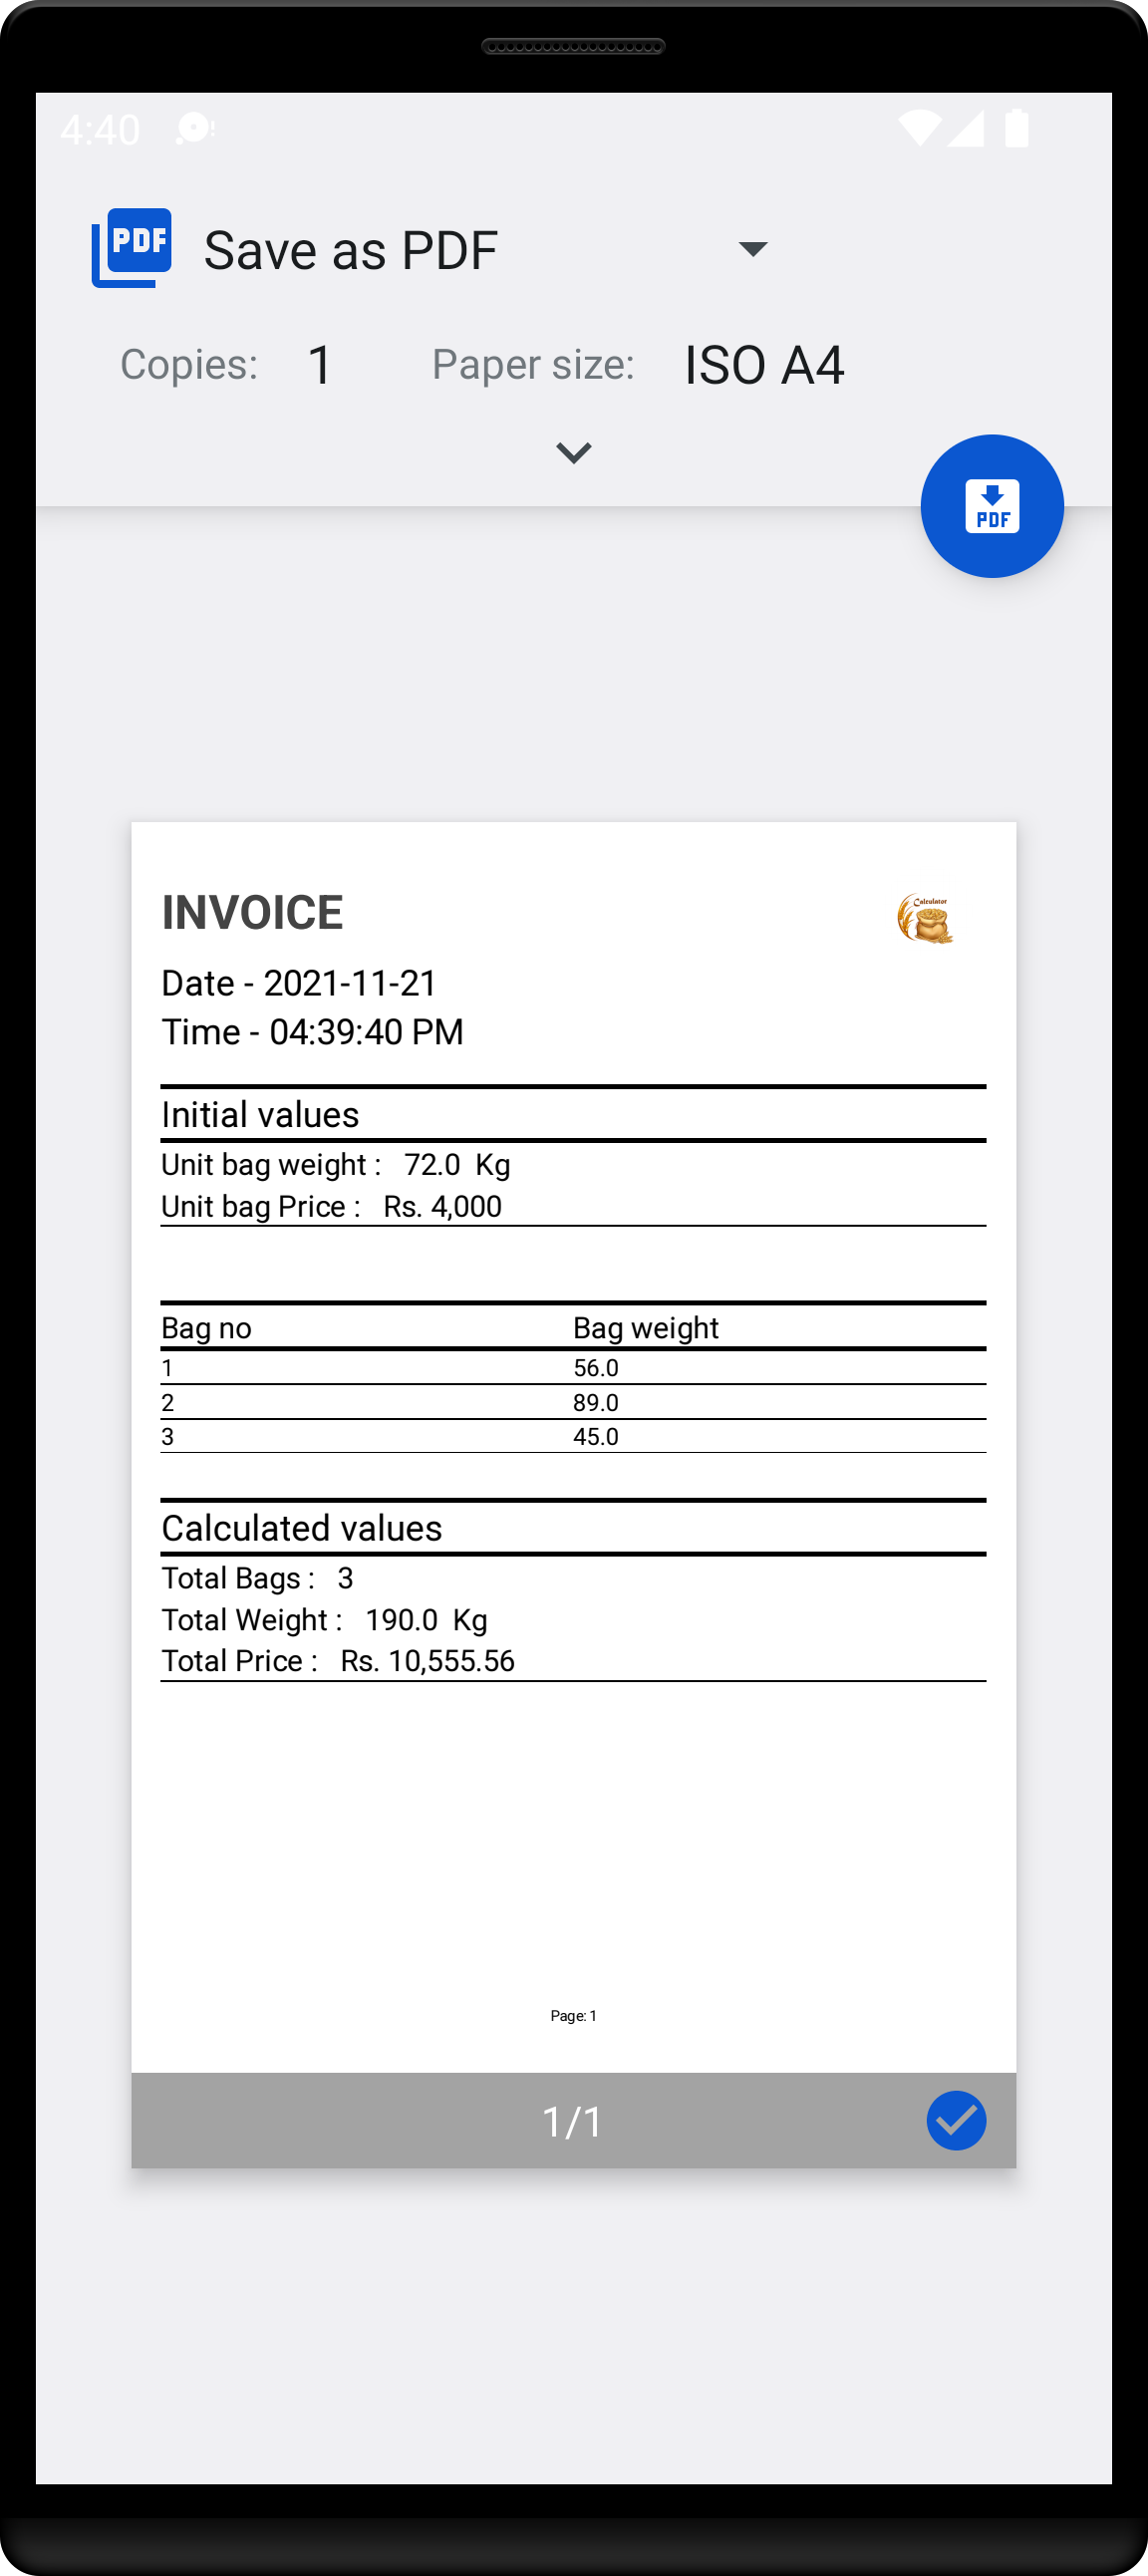 4:40
PDF Save as PDF
Copies: 1 Paper size: ISO A4
PDF
INVOICE
Calculator
Date - 2021-11-21
Time - 04:39:40 PM
Initial values
Unit bag weight : 72.0 Kg
Unit bag Price : Rs. 4,000
Bag no Bag weight
1 56.0
2 89.0
3 45.0
Calculated values
Total Bags : 3
Total Weight : 190.0 Kg
Total Price : Rs. 10,555.56
Page: 1
1/1